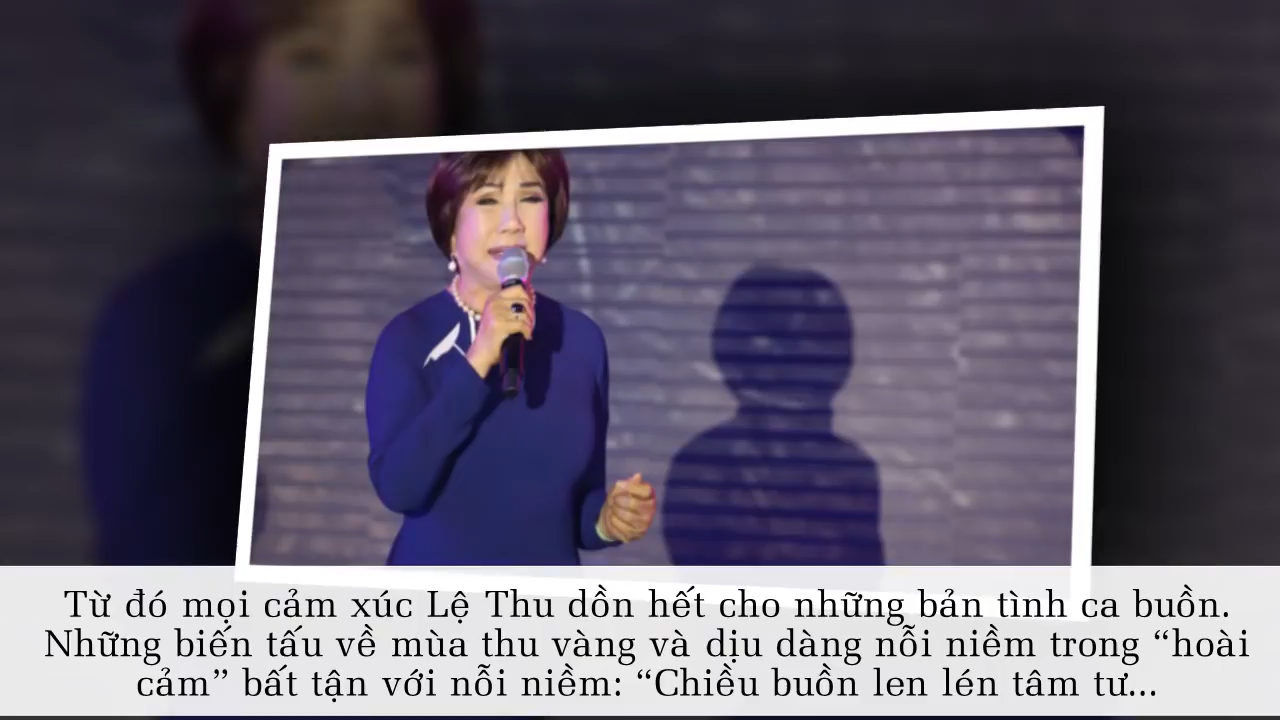 Từ đó mọi cảm xúc Lệ Thu dồn hết cho những bản tình ca buồn.
Những biến tấu về mùa thu vàng và dịu dàng nỗi niềm trong “hoài
cảm” bất tận với nỗi niềm: “Chiều buồn len lén tâm tư...